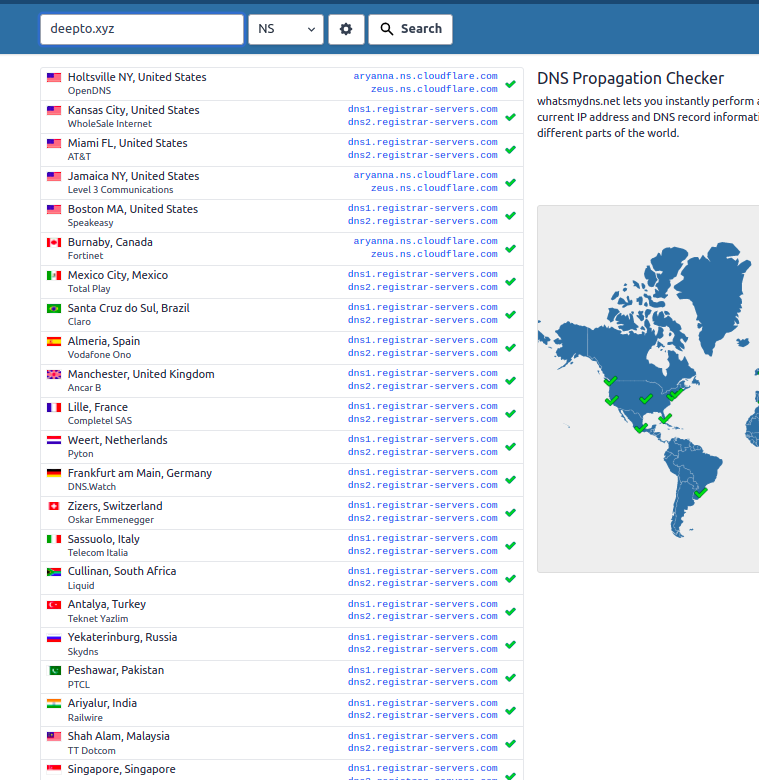 deepto.xyz
NS
Search
Holtsville NY, United States
OpenDNS
aryanna.ns.cloudflare.com
zeus.ns.cloudflare.com
Kansas City, United States
WholeSale Internet
dns1.registrar-servers.com
dns2.registrar-servers.com
Miami FL, United States
AT&T
dns1.registrar-servers.com
dns2.registrar-servers.com
Jamaica NY, United States
Level 3 Communications
aryanna.ns.cloudflare.com
zeus.ns.cloudflare.com
Boston MA, United States
Speakeasy
dns1.registrar-servers.com
dns2.registrar-servers.com
Burnaby, Canada
Fortinet
aryanna.ns.cloudflare.com
zeus.ns.cloudflare.com
Mexico City, Mexico
Total Play
dns1.registrar-servers.com
dns2.registrar-servers.com
Santa Cruz do Sul, Brazil
Claro
dns1.registrar-servers.com
dns2.registrar-servers.com
Almeria, Spain
Vodafone Ono
dns1.registrar-servers.com
dns2.registrar-servers.com
Manchester, United Kingdom
Ancar B
dns1.registrar-servers.com
dns2.registrar-servers.com
Lille, France
Completel SAS
dns1.registrar-servers.com
dns2.registrar-servers.com
Weert, Netherlands
Pyton
dns1.registrar-servers.com
dns2.registrar-servers.com
Frankfurt am Main, Germany
DNS.Watch
dns1.registrar-servers.com
dns2.registrar-servers.com
Zizers, Switzerland
Oskar Emmenegger
dns1.registrar-servers.com
dns2.registrar-servers.com
Sassuolo, Italy
Telecom Italia
dns1.registrar-servers.com
dns2.registrar-servers.com
Cullinan, South Africa
Liquid
dns1.registrar-servers.com
dns2.registrar-servers.com
Antalya, Turkey
Teknet Yazlim
dns1.registrar-servers.com
dns2.registrar-servers.com
Yekaterinburg, Russia
Skydns
dns1.registrar-servers.com
dns2.registrar-servers.com
Peshawar, Pakistan
PTCL
dns1.registrar-servers.com
dns2.registrar-servers.com
Ariyalur, India
Railwire
dns1.registrar-servers.com
dns2.registrar-servers.com
Shah Alam, Malaysia
TT Dotcom
dns1.registrar-servers.com
dns2.registrar-servers.com
Singapore, Singapore
dns1.registrar-servers.com
DNS Propagation Checker
whatsmydns.net lets you instantly perform a
current IP address and DNS record informati
different parts of the world.